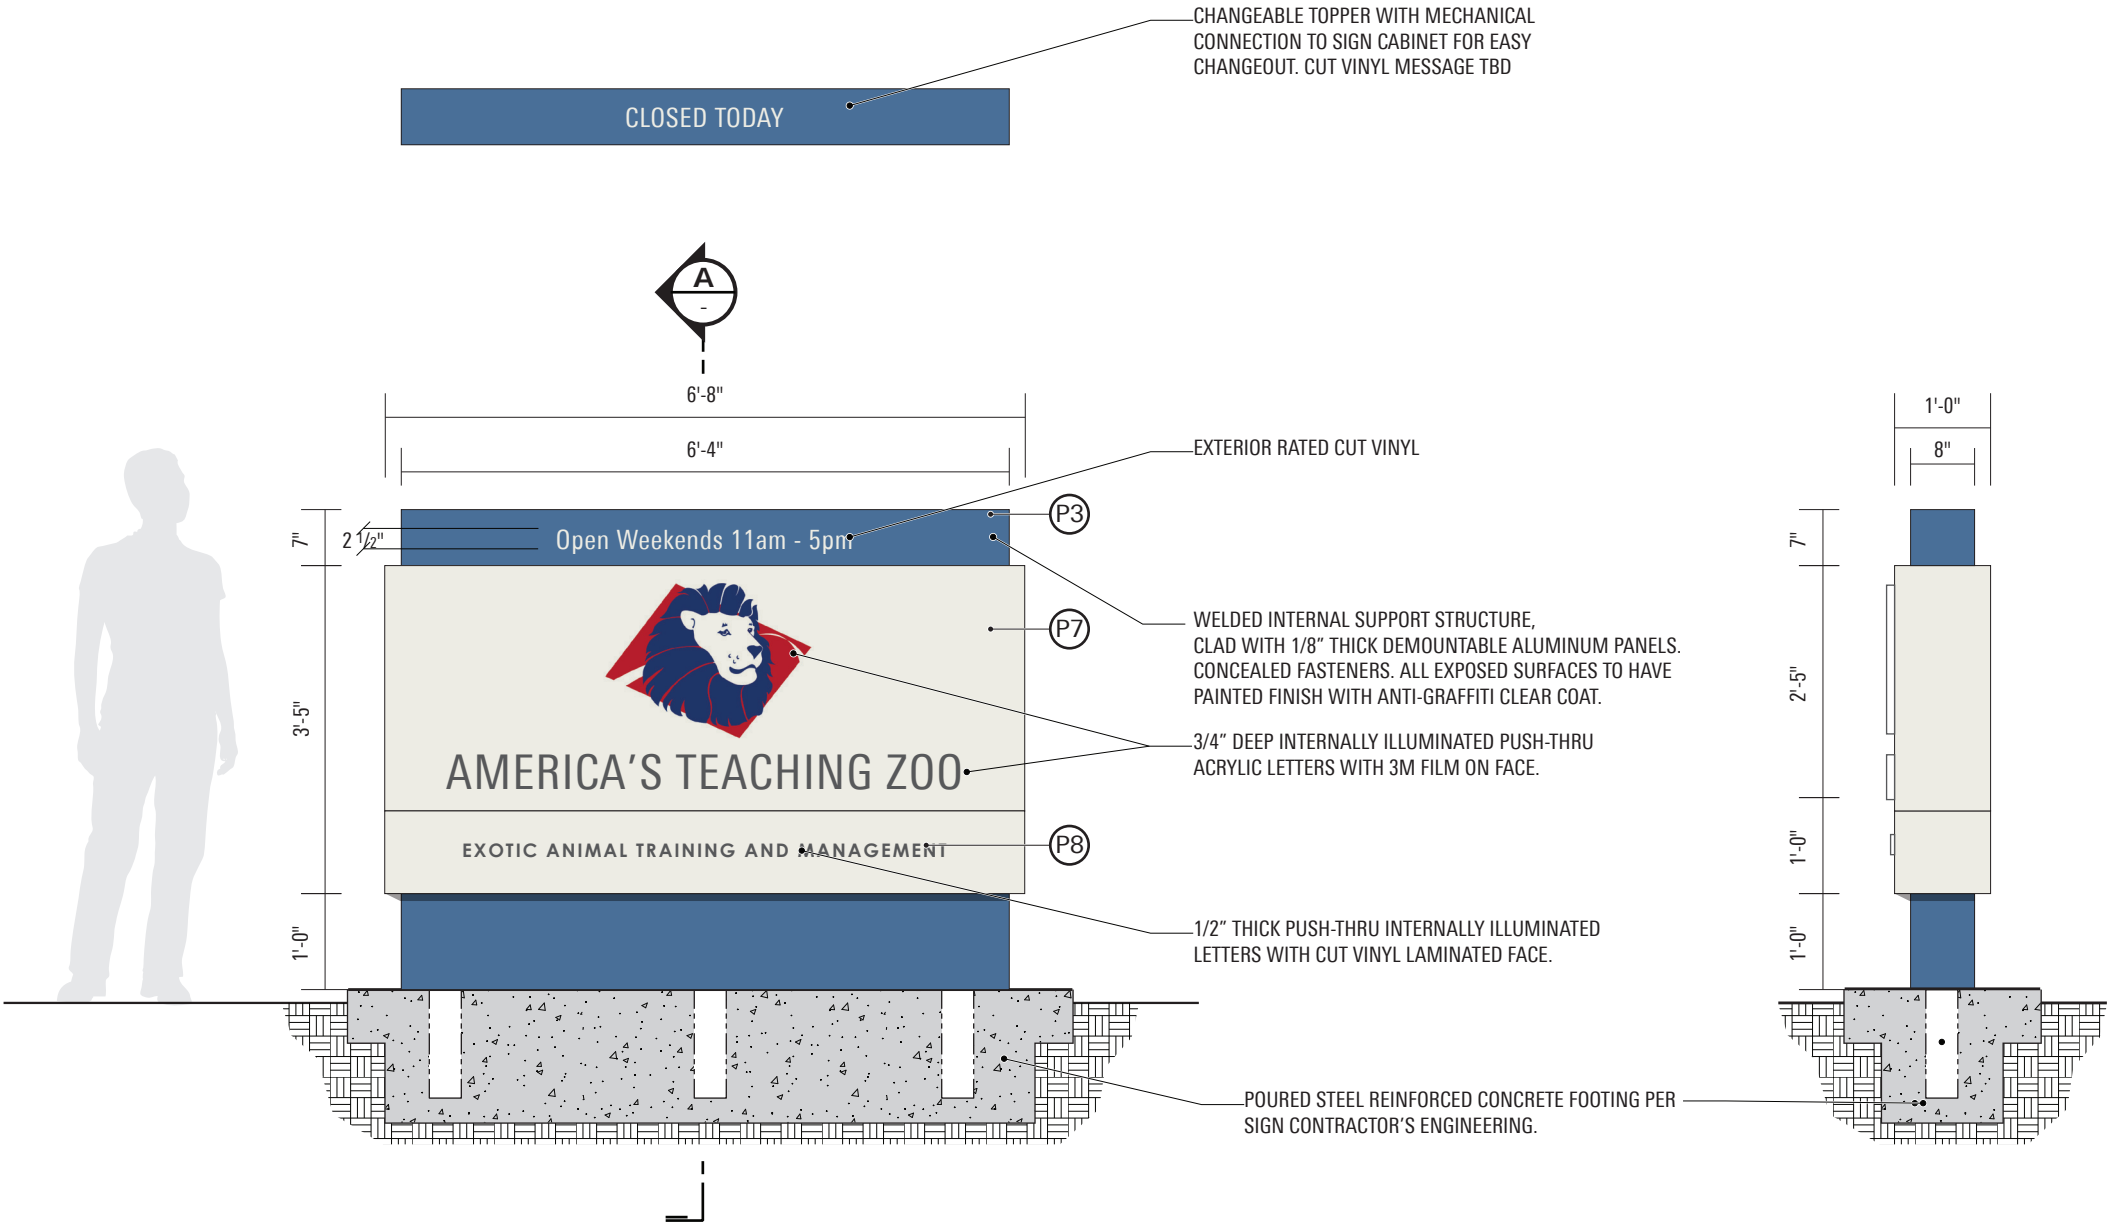 CHANGEABLE TOPPER WITH MECHANICAL
CONNECTION TO SIGN CABINET FOR EASY
CHANGEOUT. CUT VINYL MESSAGE TBD
CLOSED TODAY
A
-
6'-8"
6'-4"
1'-0"
8"
EXTERIOR RATED CUT VINYL
7"
2 1/2"
Open Weekends 11am - 5pm
P3
7"
P7
WELDED INTERNAL SUPPORT STRUCTURE,
CLAD WITH 1/8” THICK DEMOUNTABLE ALUMINUM PANELS.
CONCEALED FASTENERS. ALL EXPOSED SURFACES TO HAVE
PAINTED FINISH WITH ANTI-GRAFFITI CLEAR COAT.
3'-5"
2'-5"
3/4” DEEP INTERNALLY ILLUMINATED PUSH-THRU
ACRYLIC LETTERS WITH 3M FILM ON FACE.
AMERICA’S TEACHING ZOO
EXOTIC ANIMAL TRAINING AND MANAGEMENT
P8
1'-0"
1'-0"
1/2” THICK PUSH-THRU INTERNALLY ILLUMINATED
LETTERS WITH CUT VINYL LAMINATED FACE.
1'-0"
POURED STEEL REINFORCED CONCRETE FOOTING PER
SIGN CONTRACTOR’S ENGINEERING.